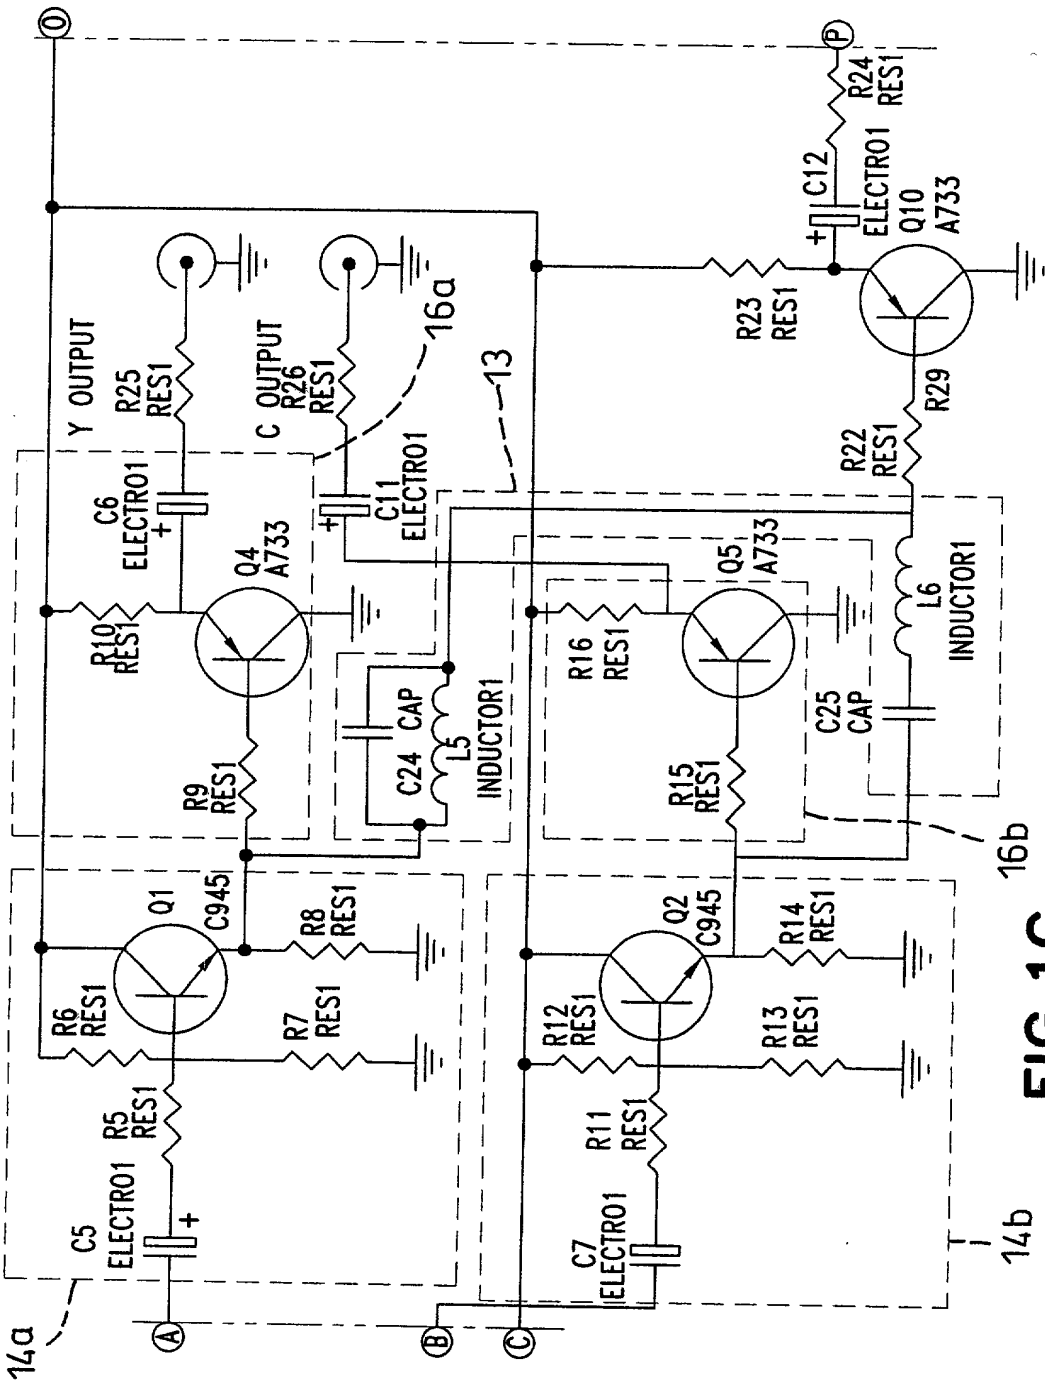 14a
A
C5
ELECTRO1
+
R5
RES1
R6
RES1
R7
RES1
Q1
C945
R8
RES1
R9
RES1
R10
RES1
Q4
A733
C6
ELECTRO1
+
Y OUTPUT
R25
RES1
O
16a
C OUTPUT
R26
RES1
C11
ELECTRO1
+
13
C24 CAP
L5
INDUCTOR1
B
C
C7
ELECTRO1
R11
RES1
R12
RES1
R13
RES1
Q2
C945
R14
RES1
14b
R15
RES1
R16
RES1
Q5
A733
16b
C25
CAP
L6
INDUCTOR1
R22
RES1
R29
R23
RES1
Q10
A733
C12
ELECTRO1
+
R24
RES1
P